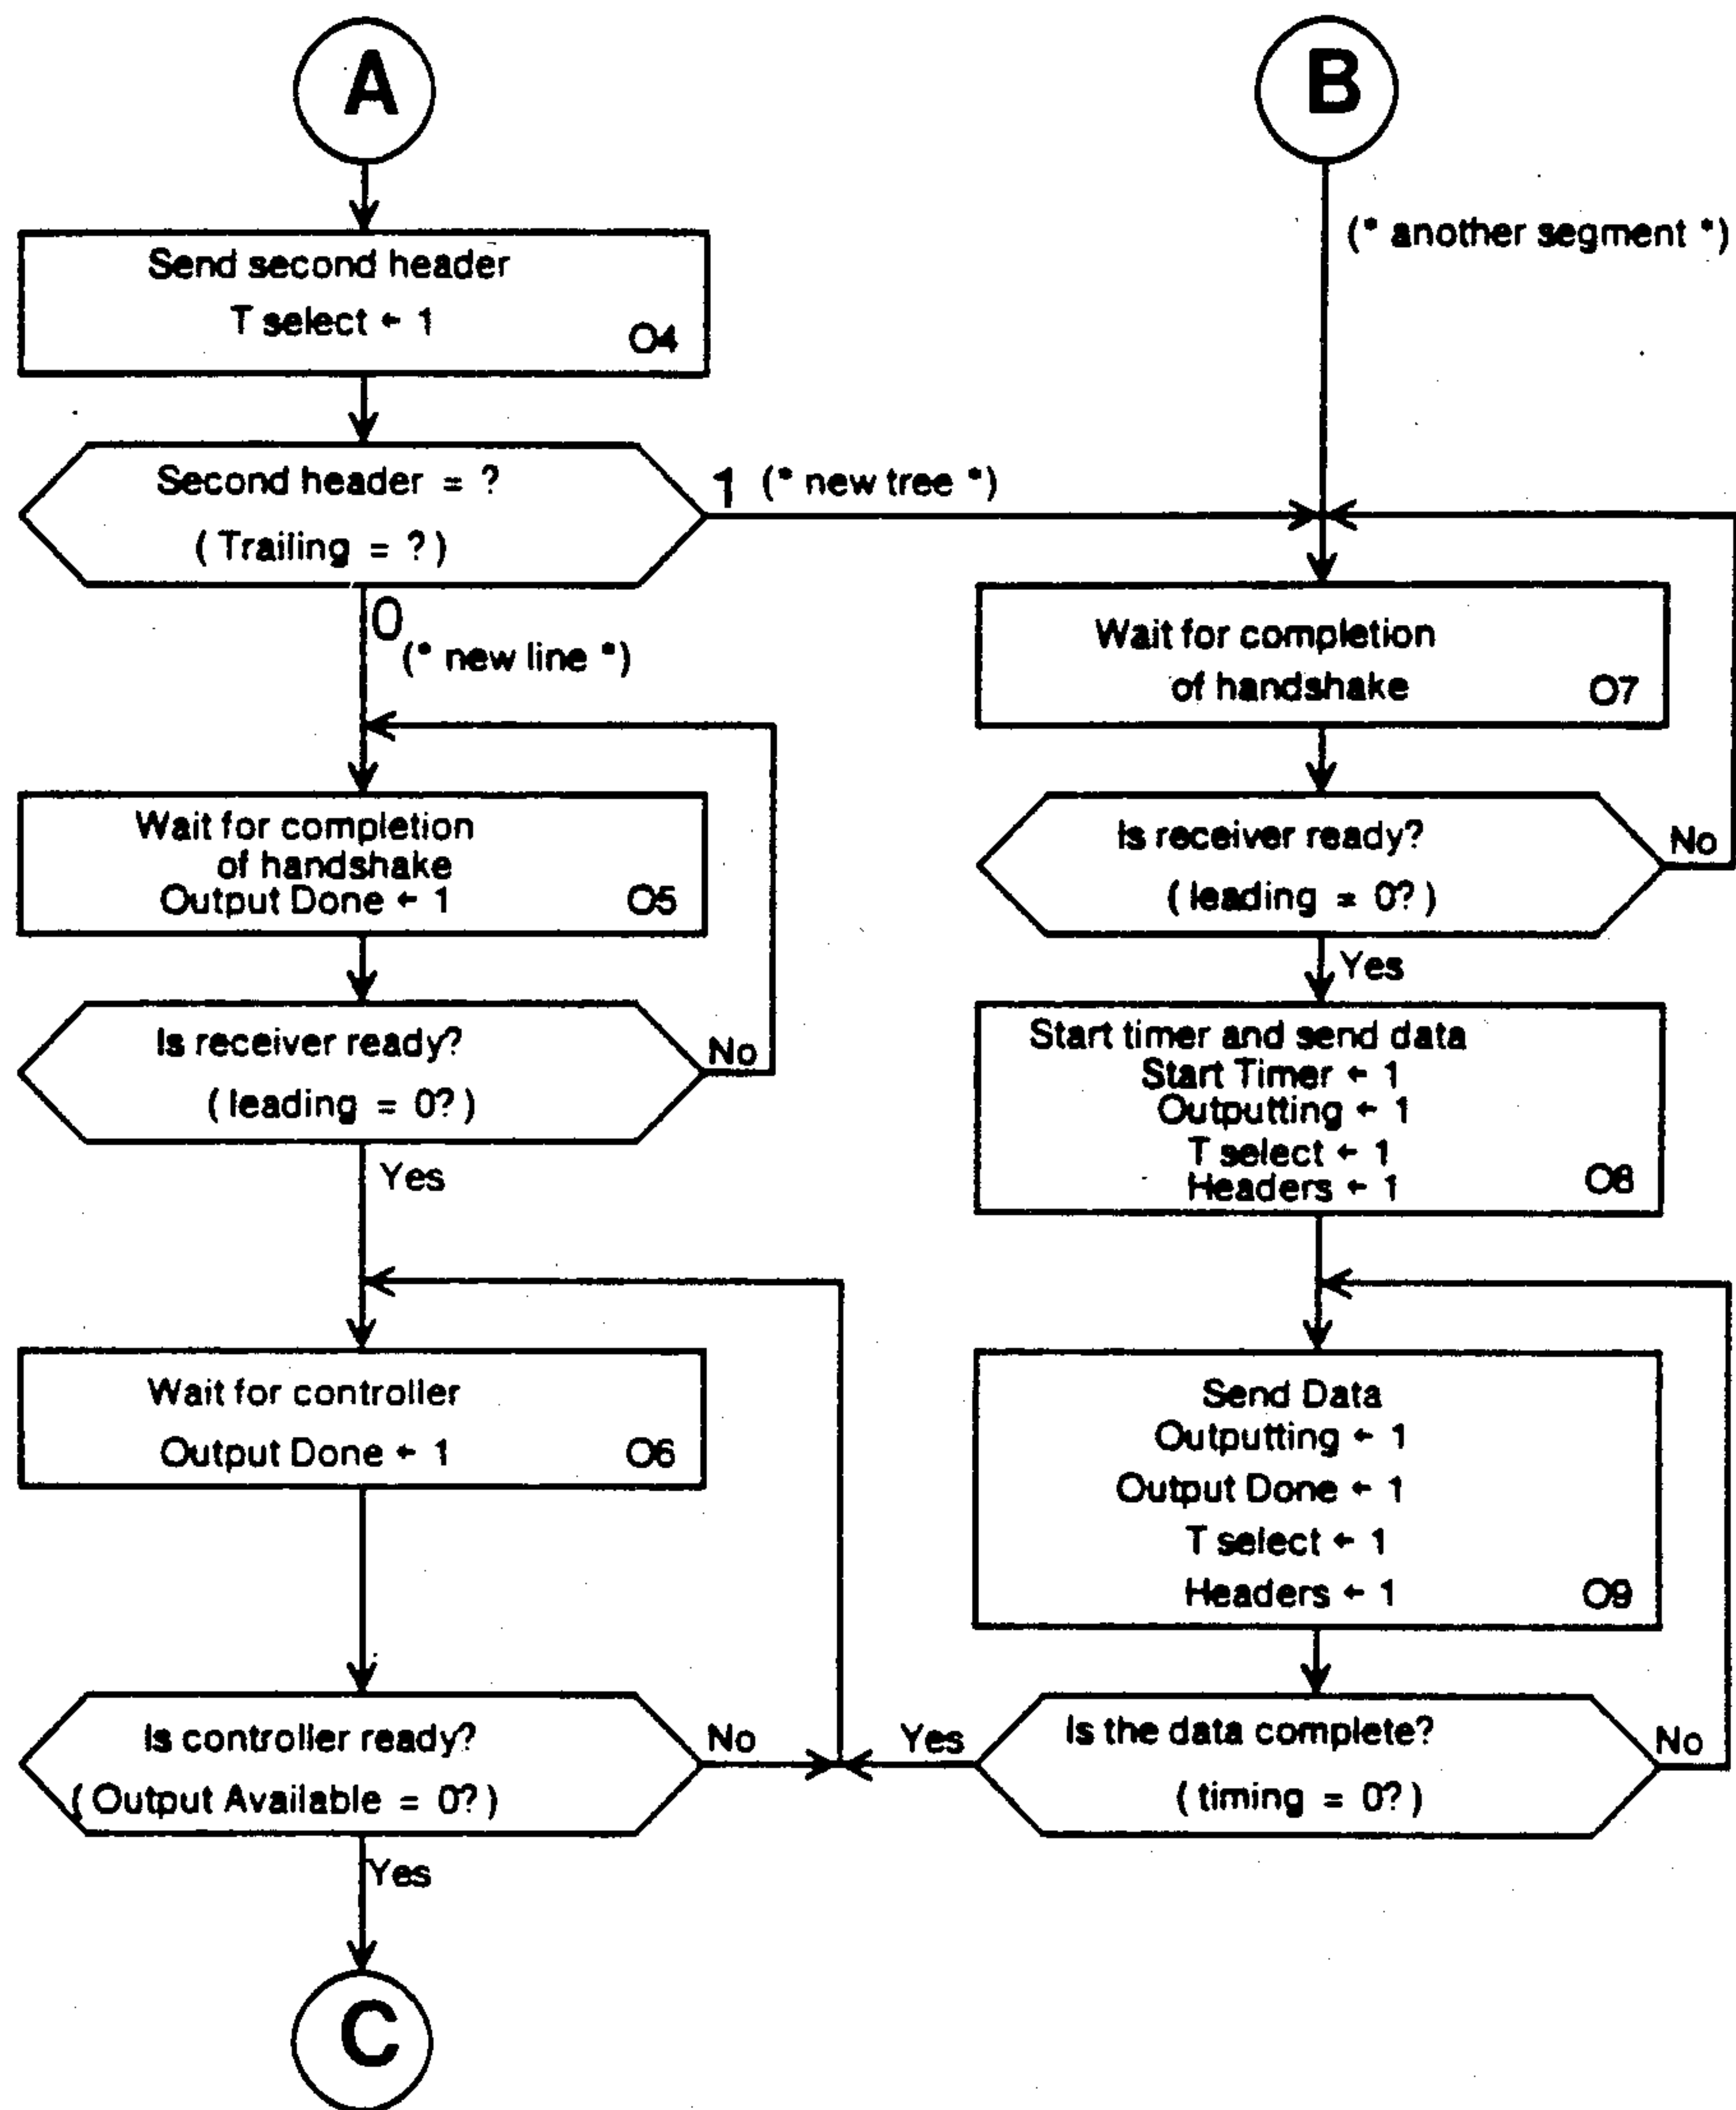 A
Send second header
T select ← 1
O4
Second header = ?
( Trailing = ? )
1 (* new tree *)
0
(* new line *)
Wait for completion
of handshake
Output Done ← 1
O5
Is receiver ready?
( leading = 0? )
No
Yes
Wait for controller
Output Done ← 1
O6
Is controller ready?
( Output Available = 0? )
No
Yes
C
B
(* another segment *)
Wait for completion
of handshake
O7
Is receiver ready?
( leading = 0? )
No
Yes
Start timer and send data
Start Timer ← 1
Outputting ← 1
T select ← 1
Headers ← 1
O8
Send Data
Outputting ← 1
Output Done ← 1
T select ← 1
Headers ← 1
O9
Is the data complete?
( timing = 0? )
No
Yes